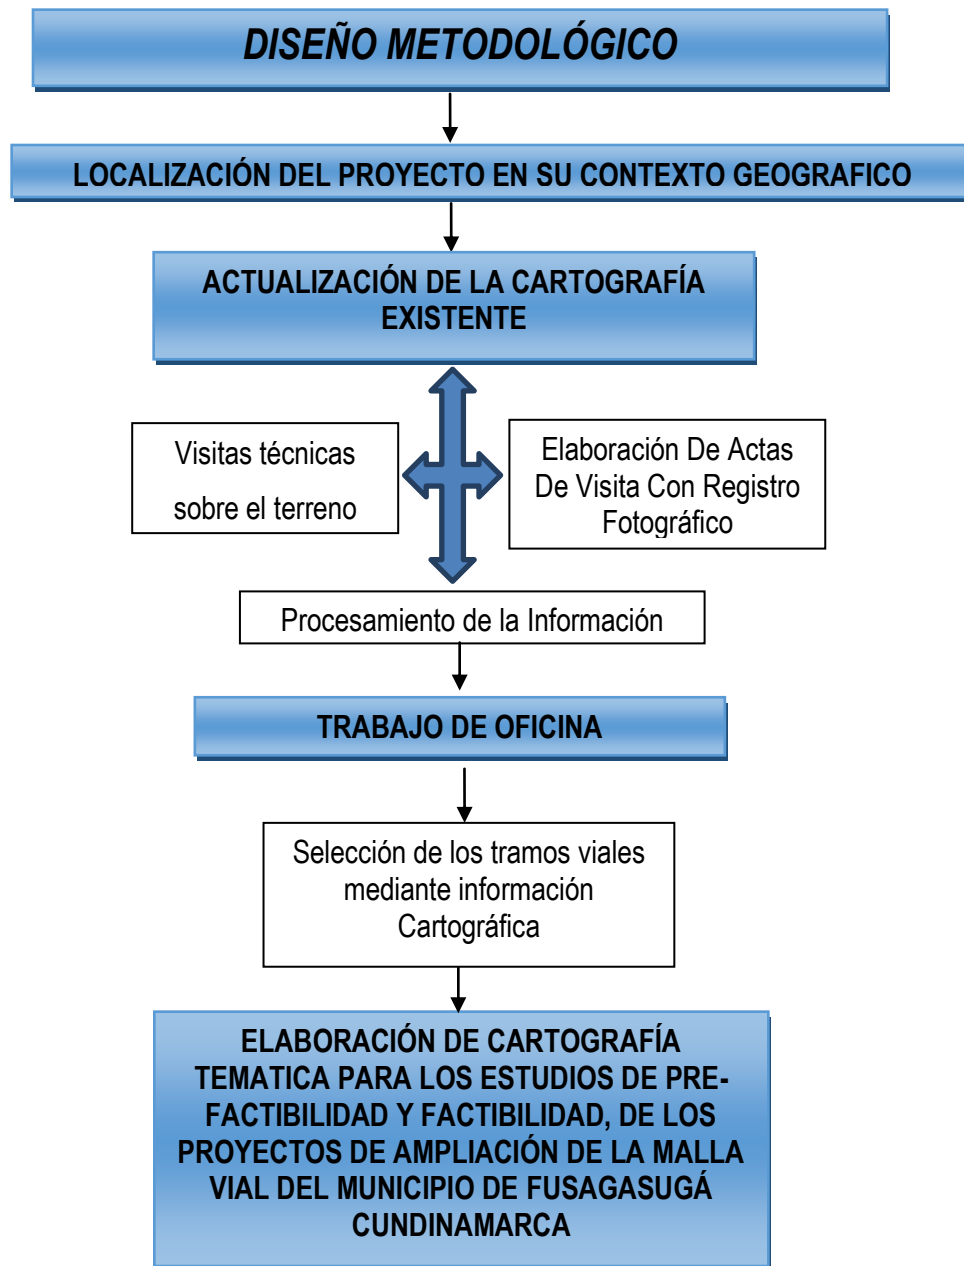 DISEÑO METODOLÓGICO
LOCALIZACIÓN DEL PROYECTO EN SU CONTEXTO GEOGRAFICO
ACTUALIZACIÓN DE LA CARTOGRAFÍA
EXISTENTE
Visitas técnicas
sobre el terreno
Elaboración De Actas
De Visita Con Registro
Fotográfico
Procesamiento de la Información
TRABAJO DE OFICINA
Selección de los tramos viales
mediante información
Cartográfica
ELABORACIÓN DE CARTOGRAFÍA
TEMATICA PARA LOS ESTUDIOS DE PRE-
FACTIBILIDAD Y FACTIBILIDAD, DE LOS
PROYECTOS DE AMPLIACIÓN DE LA MALLA
VIAL DEL MUNICIPIO DE FUSAGASUGÁ
CUNDINAMARCA